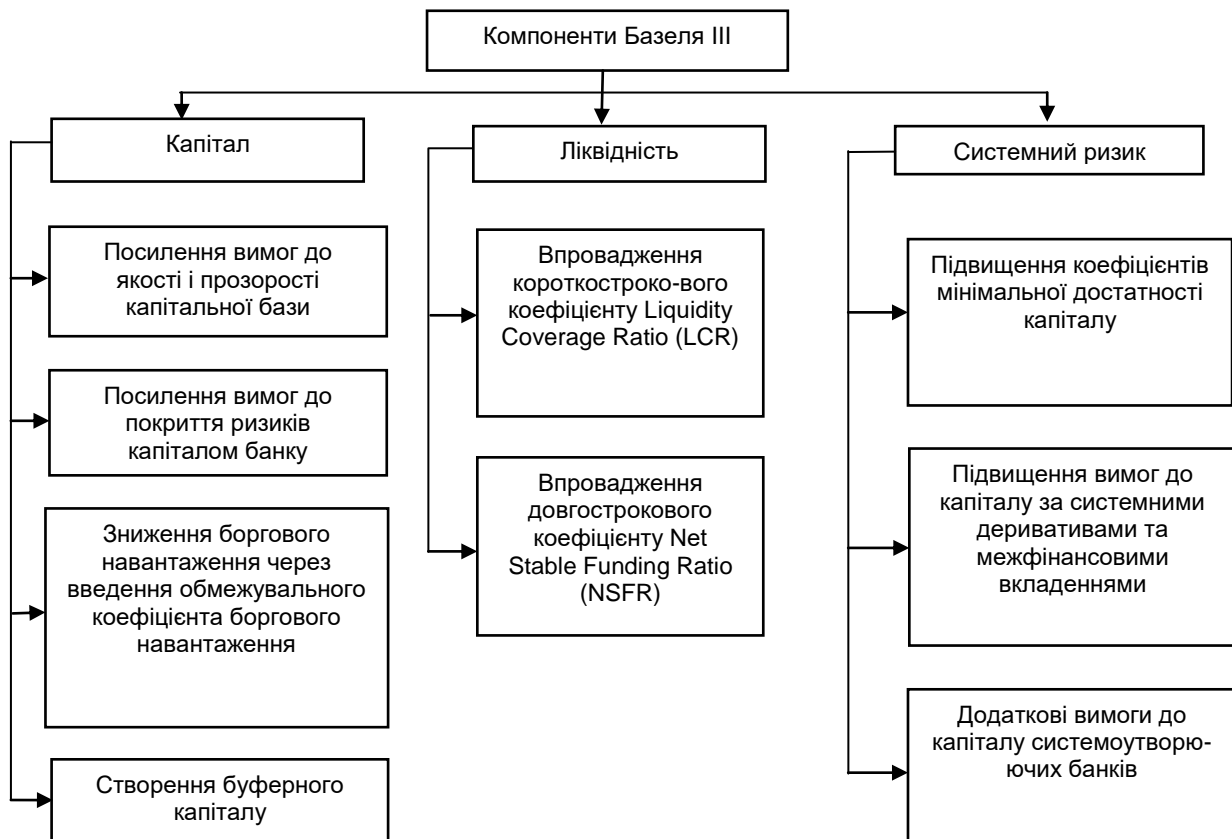 Компоненти Базеля III
Капітал
Ліквідність
Системний ризик
Посилення вимог до
якості і прозорості
капітальної бази
Посилення вимог до
покриття ризиків
капіталом банку
Зниження боргового
навантаження через
введення обмежувального
коефіцієнта боргового
навантаження
Створення буферного
капіталу
Впровадження
короткостроко-вого
коефіцієнту Liquidity
Coverage Ratio (LCR)
Впровадження
довгострокового
коефіцієнту Net
Stable Funding Ratio
(NSFR)
Підвищення коефіцієнтів
мінімальної достатності
капіталу
Підвищення вимог до
капіталу за системними
деривативами та
межфінансовими
вкладеннями
Додаткові вимоги до
капіталу системоутворю-
ючих банків